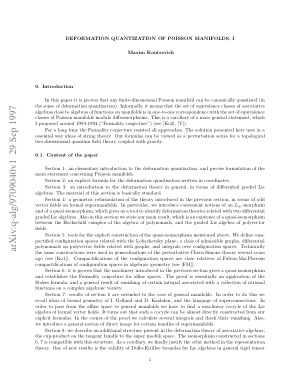 DEFORMATION QUANTIZATION OF POISSON MANIFOLDS, I
Maxim Kontsevich
arXiv:q-alg/9709040v1 29 Sep 1997
0. Introduction
In this paper it is proven that any finite-dimensional Poisson manifold can be canonically quantized (in
the sense of deformation quantization). Informally, it means that the set of equivalence classes of associative
algebras close to algebras of functions on manifolds is in one-to-one correspondence with the set of equivalence
classes of Poisson manifolds modulo diffeomorphisms. This is a corollary of a more general statement, which
I proposed around 1993-1994 ("Formality conjecture") (see [Ko2], [V]).
For a long time the Formality conjecture resisted all approaches. The solution presented here uses in a
essential way ideas of string theory. Our formulas can be viewed as a perturbation series for a topological
two-dimensional quantum field theory coupled with gravity.
0.1. Content of the paper
Section 1: an elementary introduction to the deformation quantization, and precise formulation of the
main statement concerning Poisson manifolds.
Section 2: an explicit formula for the deformation quantization written in coordinates.
Section 3: an introduction to the deformation theory in general, in terms of differential graded Lie
algebras. The material of this section is basically standard.
Section 4: a geometric reformulation of the theory introduced in the previous section, in terms of odd
vector fields on formal supermanifolds. In particular, we introduce convenient notions of an
and of a quasi-isomorphism, which gives us a tool to identify deformation theories related with two differential
graded Lie algebras. Also in this section we state our main result, which is an existence of a quasi-isomorphism
between the Hochschild complex of the algebra of polynomials, and the graded Lie algebra of polyvector
fields.
Section 5: tools for the explicit construction of the quasi-isomorphism mentioned above. We define com-
pactified configuration spaces related with the Lobachevsky plane, a class of admissible graphs, differential
polynomials on polyvector fields related with graphs, and integrals over configuration spaces. Technically
the same constructions were used in generalizations of the perturbative Chern-Simons theory several years
ago (see [Ko1]). Compactifications of the configuration spaces are close relatives of Fulton-MacPherson
compactifications of configuration spaces in algebraic geometry (see [FM]).
Section 6: it is proven that the machinery introduced in the previous section gives a quasi-isomorphism
and establishes the Formality conjecture for affine spaces. The proof is essentially an application of the
Stokes formula, and a general result of vanishing of certain integral associated with a collection of rational
functions on a complex algebraic variety.
Section 7: results of section 6 are extended to the case of general manifolds. In order to do this we
recall ideas of formal geometry of I. Gelfand and D. Kazhdan, and the language of superconnections. In
order to pass from the affine space to general manifolds we have to find a non-linear cocycle of the Lie
algebra of formal vector fields. It turns out that such a cocycle can be almost directly constructed from our
explicit formulas. In the course of the proof we calculate several integrals and check their vanishing. Also,
we introduce a general notion of direct image for certain bundles of supermanifolds.
Section 8: we describe an additional structure present in the deformation theory of associative algebras,
the cup-product on the tangent bundle to the super moduli space. The isomorphism constructed in sections
6,7 is compatible with this structure. As a corollary, we finally justify the orbit method in the representation
theory. One of new results is the validity of Duflo-Kirillov formulas for Lie algebras in general rigid tensor
1